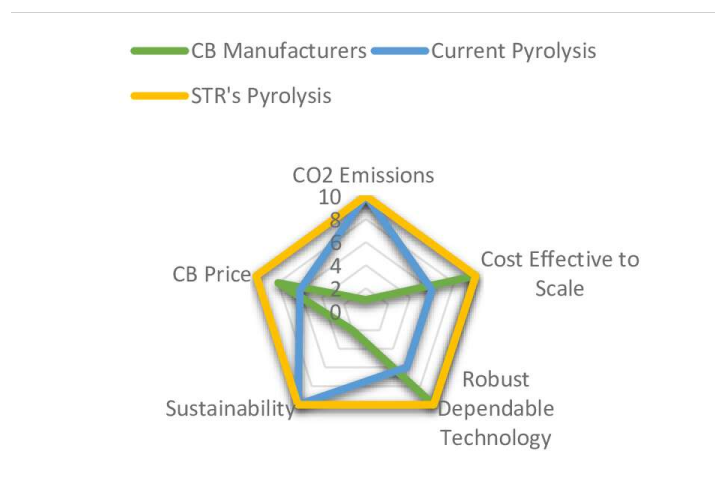 CB Manufacturers Current Pyrolysis
STR's Pyrolysis
CO2 Emissions
10
8
6
4
2
0
CB Price
Cost Effective to
Scale
Sustainability
Robust
Dependable
Technology